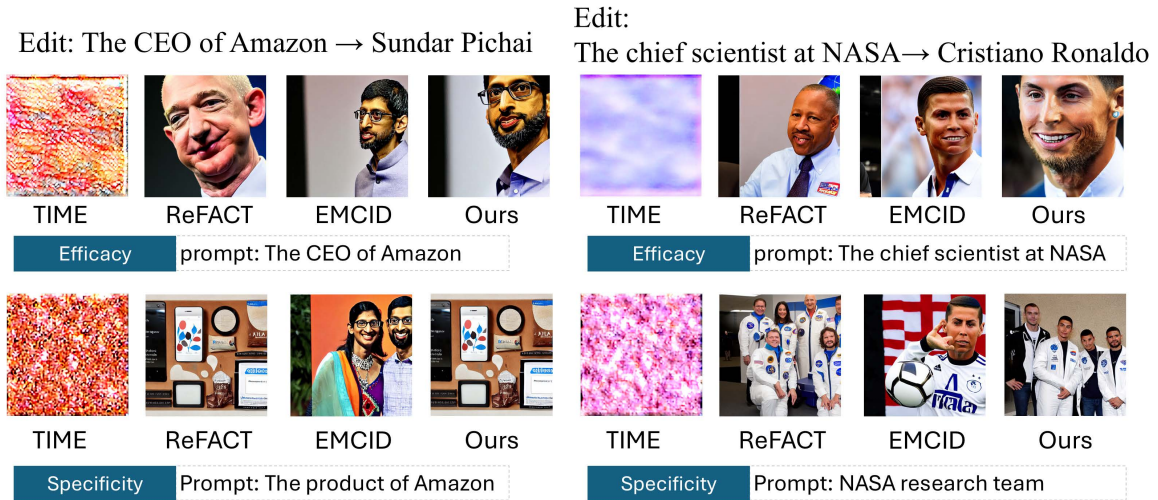 Edit: The CEO of Amazon → Sundar Pichai
TIME
ReFACT
EMCID
Ours
Efficacy
prompt: The CEO of Amazon
TIME
ReFACT
EMCID
Ours
Specificity
Prompt: The product of Amazon
Edit:
The chief scientist at NASA→ Cristiano Ronaldo
TIME
ReFACT
EMCID
Ours
Efficacy
prompt: The chief scientist at NASA
TIME
ReFACT
EMCID
Ours
Specificity
Prompt: NASA research team